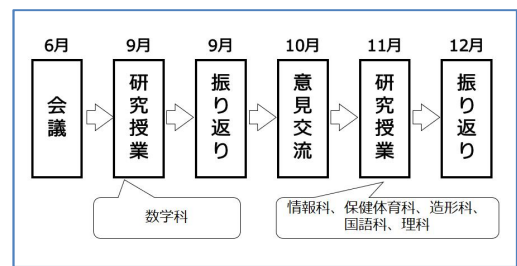 6月
9月
9月
10月
11月
12月
会議
研究授業
振り返り
意見交流
研究授業
振り返り
数学科
情報科、保健体育科、造形科、
国語科、理科